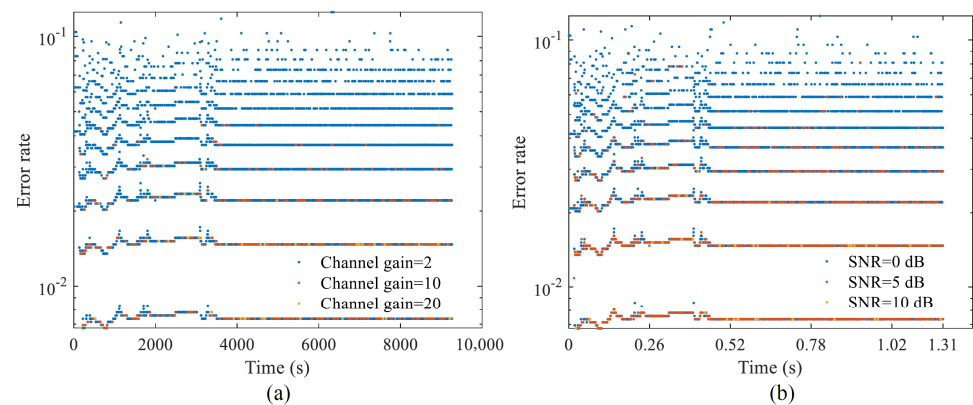 10⁻¹
10⁻²
Error rate
Channel gain=2
Channel gain=10
Channel gain=20
0 2000 4000 6000 8000 10,000
Time (s)
(a)
10⁻¹
10⁻²
Error rate
SNR=0 dB
SNR=5 dB
SNR=10 dB
0 0.26 0.52 0.78 1.02 1.31
Time (s)
(b)